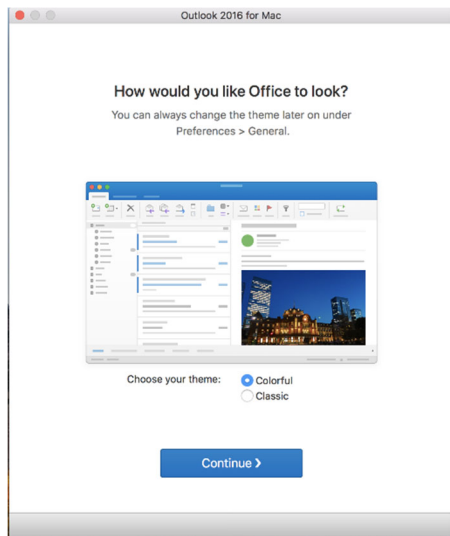 Outlook 2016 for Mac
How would you like Office to look?
You can always change the theme later on under
Preferences > General.
Choose your theme:
Colorful
Classic
Continue ❯